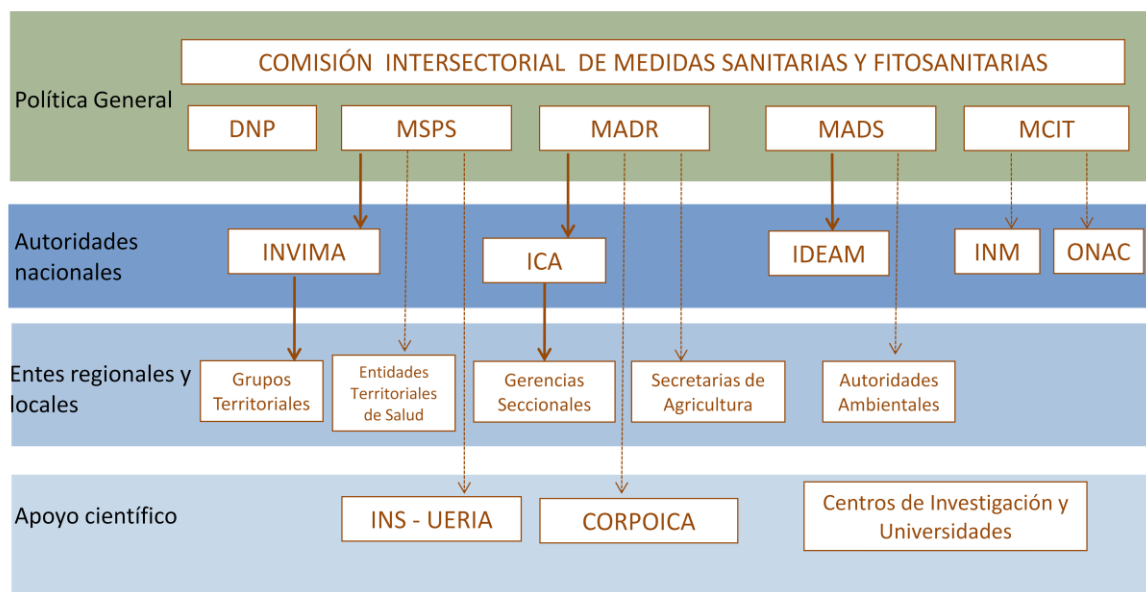 COMISIÓN INTERSECTORIAL DE MEDIDAS SANITARIAS Y FITOSANITARIAS
Política General
DNP
MSPS
MADR
MADS
MCIT
Autoridades
nacionales
INVIMA
ICA
IDEAM
INM
ONAC
Entes regionales y
locales
Grupos
Territoriales
Entidades
Territoriales
de Salud
Gerencias
Seccionales
Secretarias de
Agricultura
Autoridades
Ambientales
Apoyo científico
INS - UERIA
CORPOICA
Centros de Investigación y
Universidades